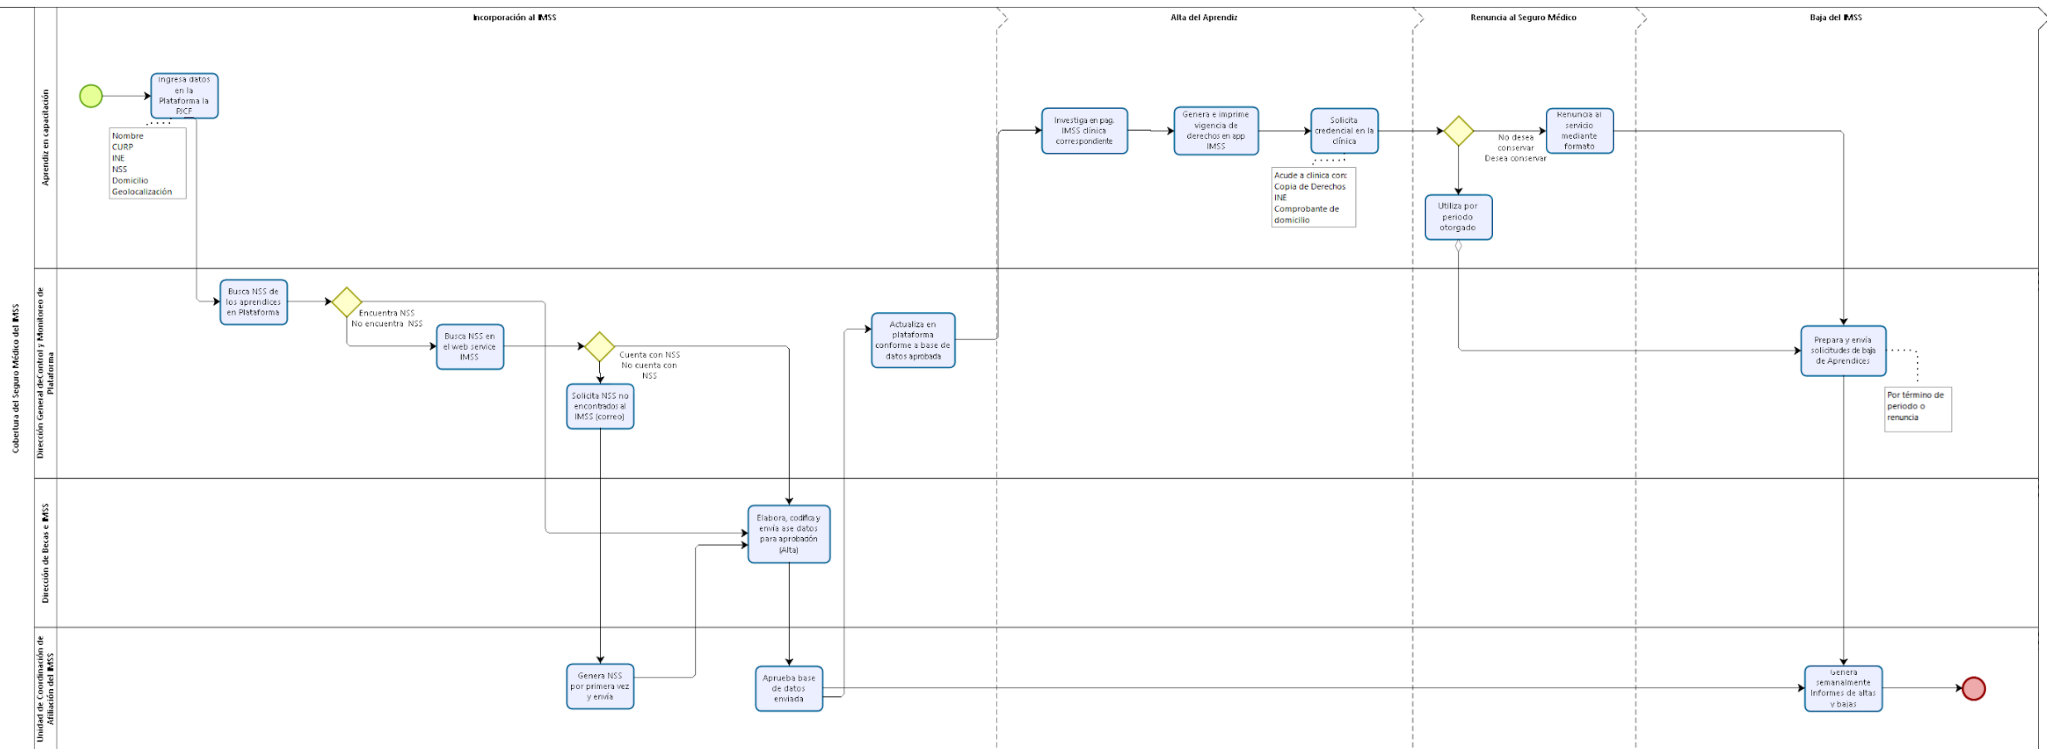 Incorporación al IMSS
Alta del Aprendiz
Renuncia al Seguro Médico
Baja del IMSS
Cobertura del Seguro Médico del IMSS
Aprendiz en capacitación
Ingresa datos
en la
Plataforma la
PJCF
Nombre
CURP
INE
NSS
Domicilio
Geolocalización
Investiga en pag.
IMSS clínica
correspondiente
Genera e imprime
vigencia de
derechos en app
IMSS
Solicita
credencial en la
clínica
Acude a clinica con:
Copia de Derechos
INE
Comprobante de
domicilio
No desea
conservar
Desea conservar
Renuncia al
servicio
mediante
formato
Utiliza por
periodo
otorgado
Dirección General deControl y Monitoreo de
Plataforma
Busca NSS de
los aprendices
en Plataforma
Encuentra NSS
No encuentra NSS
Busca NSS en
el web service
IMSS
Cuenta con NSS
No cuenta con
NSS
Solicita NSS no
encontrados al
IMSS (correo)
Actualiza en
plataforma
conforme a base de
datos aprobada
Prepara y envía
solicitudes de baja
de Aprendices
Por término de
periodo o
renuncia
Dirección de Becas e IMSS
Elabora, codifica y
envía ase datos
para aprobación
(Alta)
Unidad de Coordinación de
Afiliación del IMSS
Genera NSS
por primera vez
y envía
Aprueba base
de datos
enviada
Genera
semanalmente
Informes de altas
y bajas